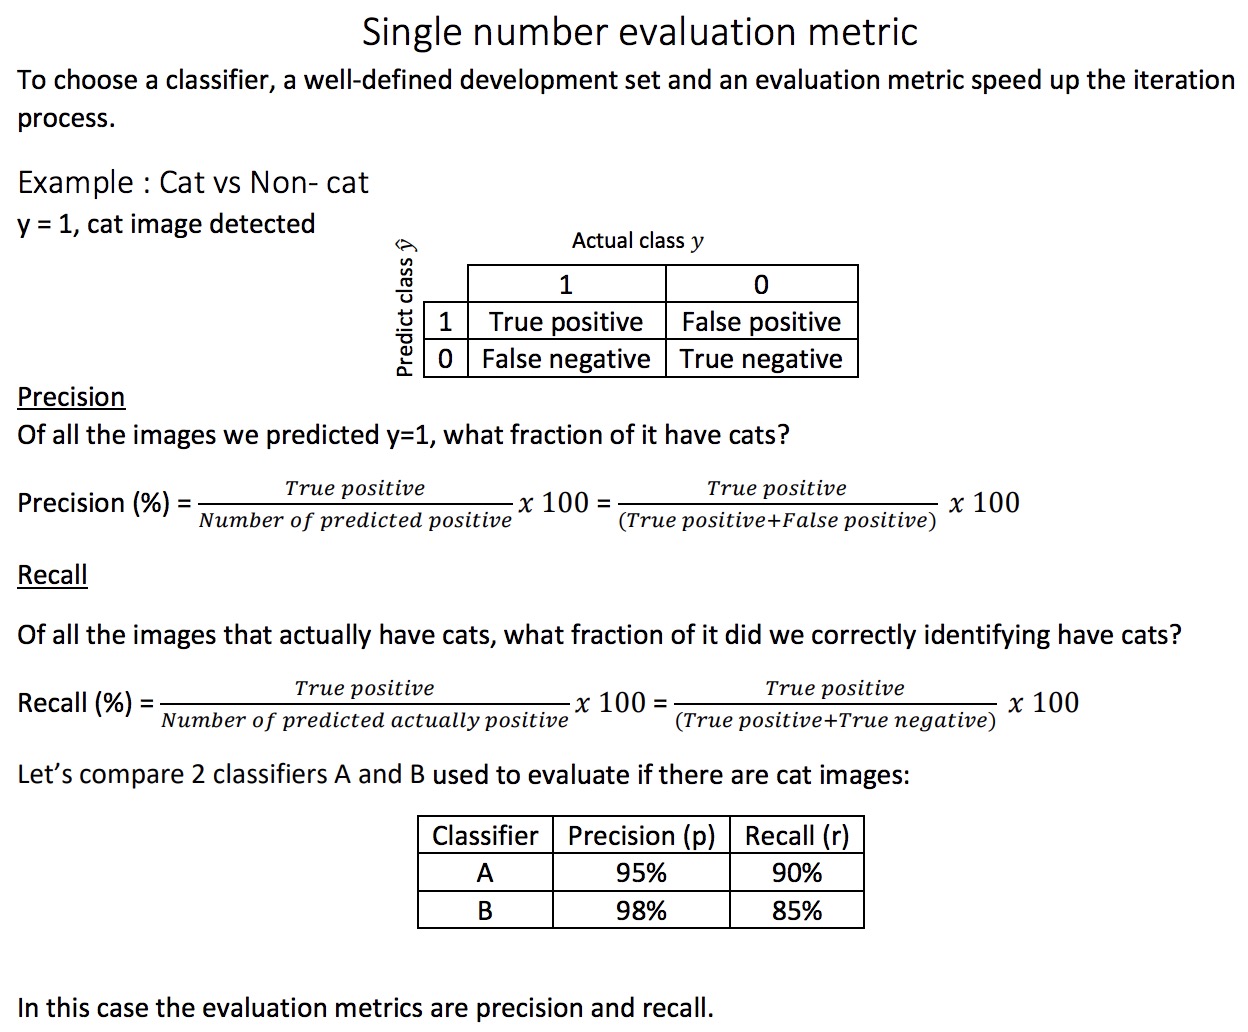 Single number evaluation metric
To choose a classifier, a well-defined development set and an evaluation metric speed up the iteration
process.
Example : Cat vs Non- cat
y = 1, cat image detected
Actual class y
Predict class ŷ
1 0
1 True positive False positive
0 False negative True negative
Precision
Of all the images we predicted y=1, what fraction of it have cats?
Precision (%) = True positive / Number of predicted positive x 100 = True positive / (True positive+False positive) x 100
Recall
Of all the images that actually have cats, what fraction of it did we correctly identifying have cats?
Recall (%) = True positive / Number of predicted actually positive x 100 = True positive / (True positive+True negative) x 100
Let’s compare 2 classifiers A and B used to evaluate if there are cat images:
Classifier Precision (p) Recall (r)
A 95% 90%
B 98% 85%
In this case the evaluation metrics are precision and recall.